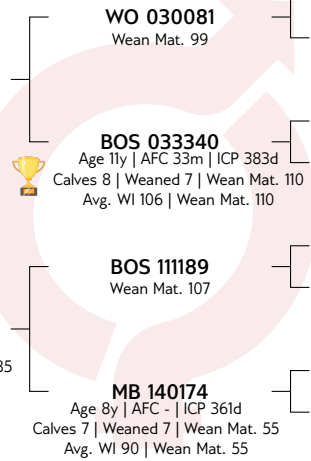 WO 030081
Wean Mat. 99
BOS 033340
Age 11y | AFC 33m | ICP 383d
Calves 8 | Weaned 7 | Wean Mat. 110
Avg. WI 106 | Wean Mat. 110
BOS 111189
Wean Mat. 107
35
MB 140174
Age 8y | AFC - | ICP 361d
Calves 7 | Weaned 7 | Wean Mat. 55
Avg. WI 90 | Wean Mat. 55